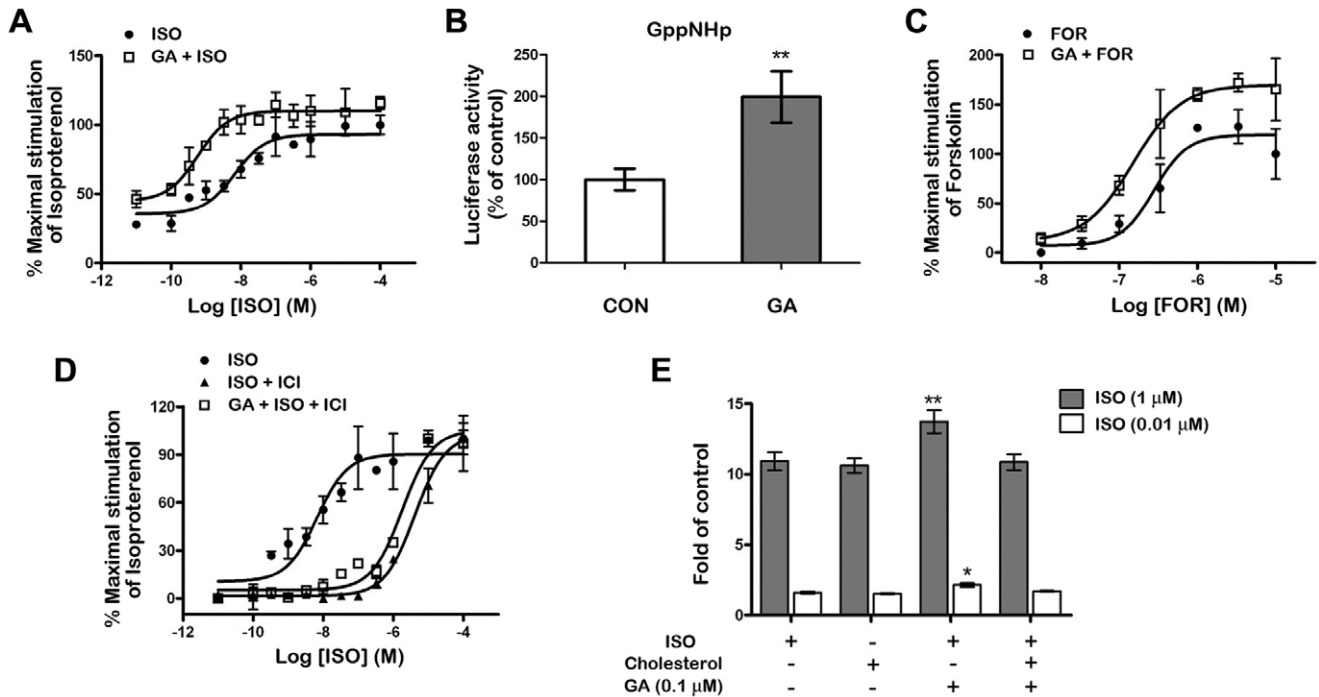 A
ISO
GA + ISO
% Maximal stimulation
of Isoproterenol
150
100
50
0
-12
-10
-8
-6
-4
Log [ISO] (M)
B
GppNHp
**
Luciferase activity
(% of control)
250
200
150
100
50
0
CON
GA
C
FOR
GA + FOR
% Maximal stimulation
of Forskolin
200
150
100
50
0
-8
-7
-6
-5
Log [FOR] (M)
D
ISO
ISO + ICI
GA + ISO + ICI
% Maximal stimulation
of Isoproterenol
120
90
60
30
0
-12
-10
-8
-6
-4
Log [ISO] (M)
E
ISO (1 μM)
ISO (0.01 μM)
Fold of control
15
10
5
0
**
*
ISO + - + +
Cholesterol - + - +
GA (0.1 μM) - - + +